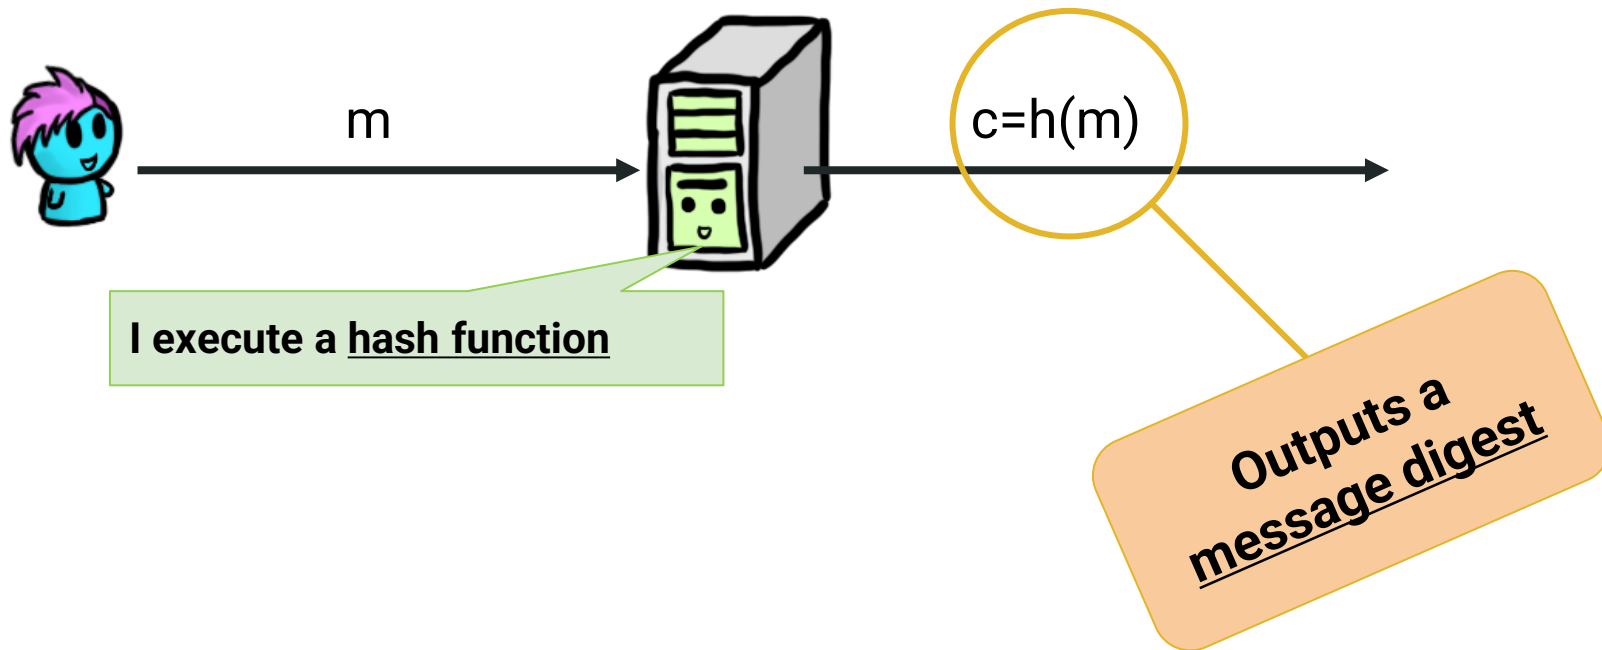 m
c=h(m)
I execute a hash function
Outputs a
message digest